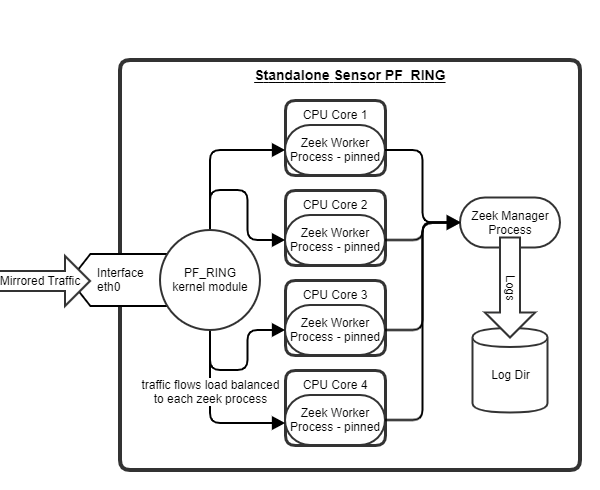 Standalone Sensor PF_RING
CPU Core 1
Zeek Worker
Process - pinned
CPU Core 2
Zeek Worker
Process - pinned
Zeek Manager
Process
Mirrored Traffic
Interface
eth0
PF_RING
kernel module
Logs
CPU Core 3
Zeek Worker
Process - pinned
Log Dir
traffic flows load balanced
to each zeek process
CPU Core 4
Zeek Worker
Process - pinned